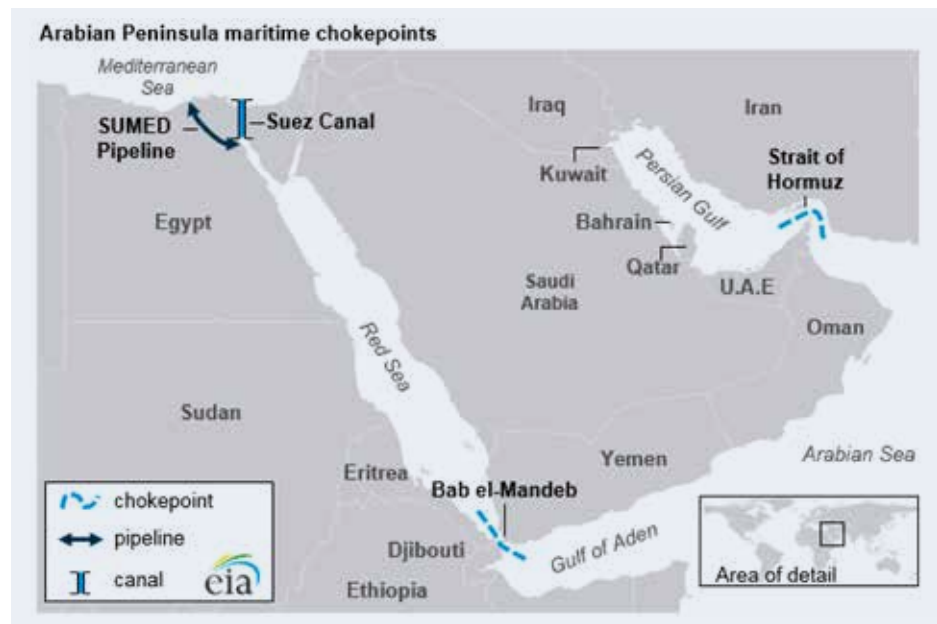 Arabian Peninsula maritime chokepoints
Mediterranean
Sea
SUMED
Pipeline
Suez Canal
Iraq
Iran
Kuwait
Persian Gulf
Strait of
Hormuz
Egypt
Bahrain
Qatar
Saudi
Arabia
U.A.E
Oman
Red Sea
Sudan
Eritrea
Yemen
Arabian Sea
Bab el-Mandeb
Djibouti
Gulf of Aden
Ethiopia
chokepoint
pipeline
canal
eia
Area of detail